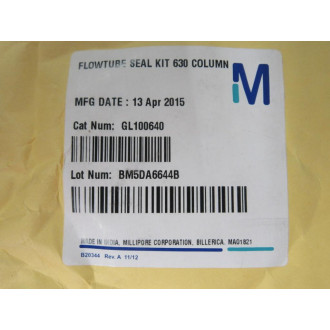 FLOWTUBE SEAL KIT 630 COLUMN
M
MFG DATE : 13 Apr 2015
Cat Num: GL100640
Lot Num: BM5DA6644B
MADE IN INDIA, MILLIPORE CORPORATION, BILLERICA, MA01821
B20344 Rev. A 11/12